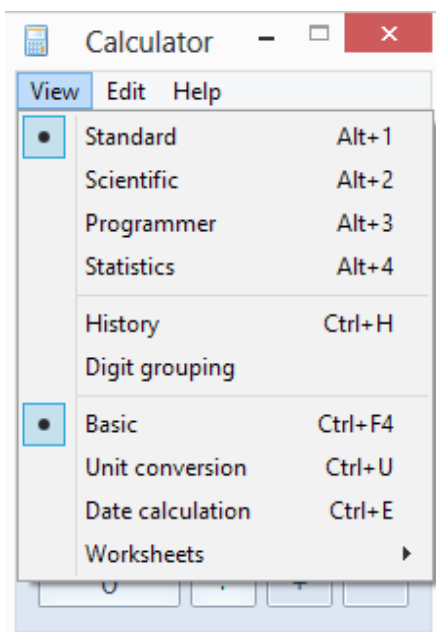 Calculator
View Edit Help
Standard Alt+1
Scientific Alt+2
Programmer Alt+3
Statistics Alt+4
History Ctrl+H
Digit grouping
Basic Ctrl+F4
Unit conversion Ctrl+U
Date calculation Ctrl+E
Worksheets